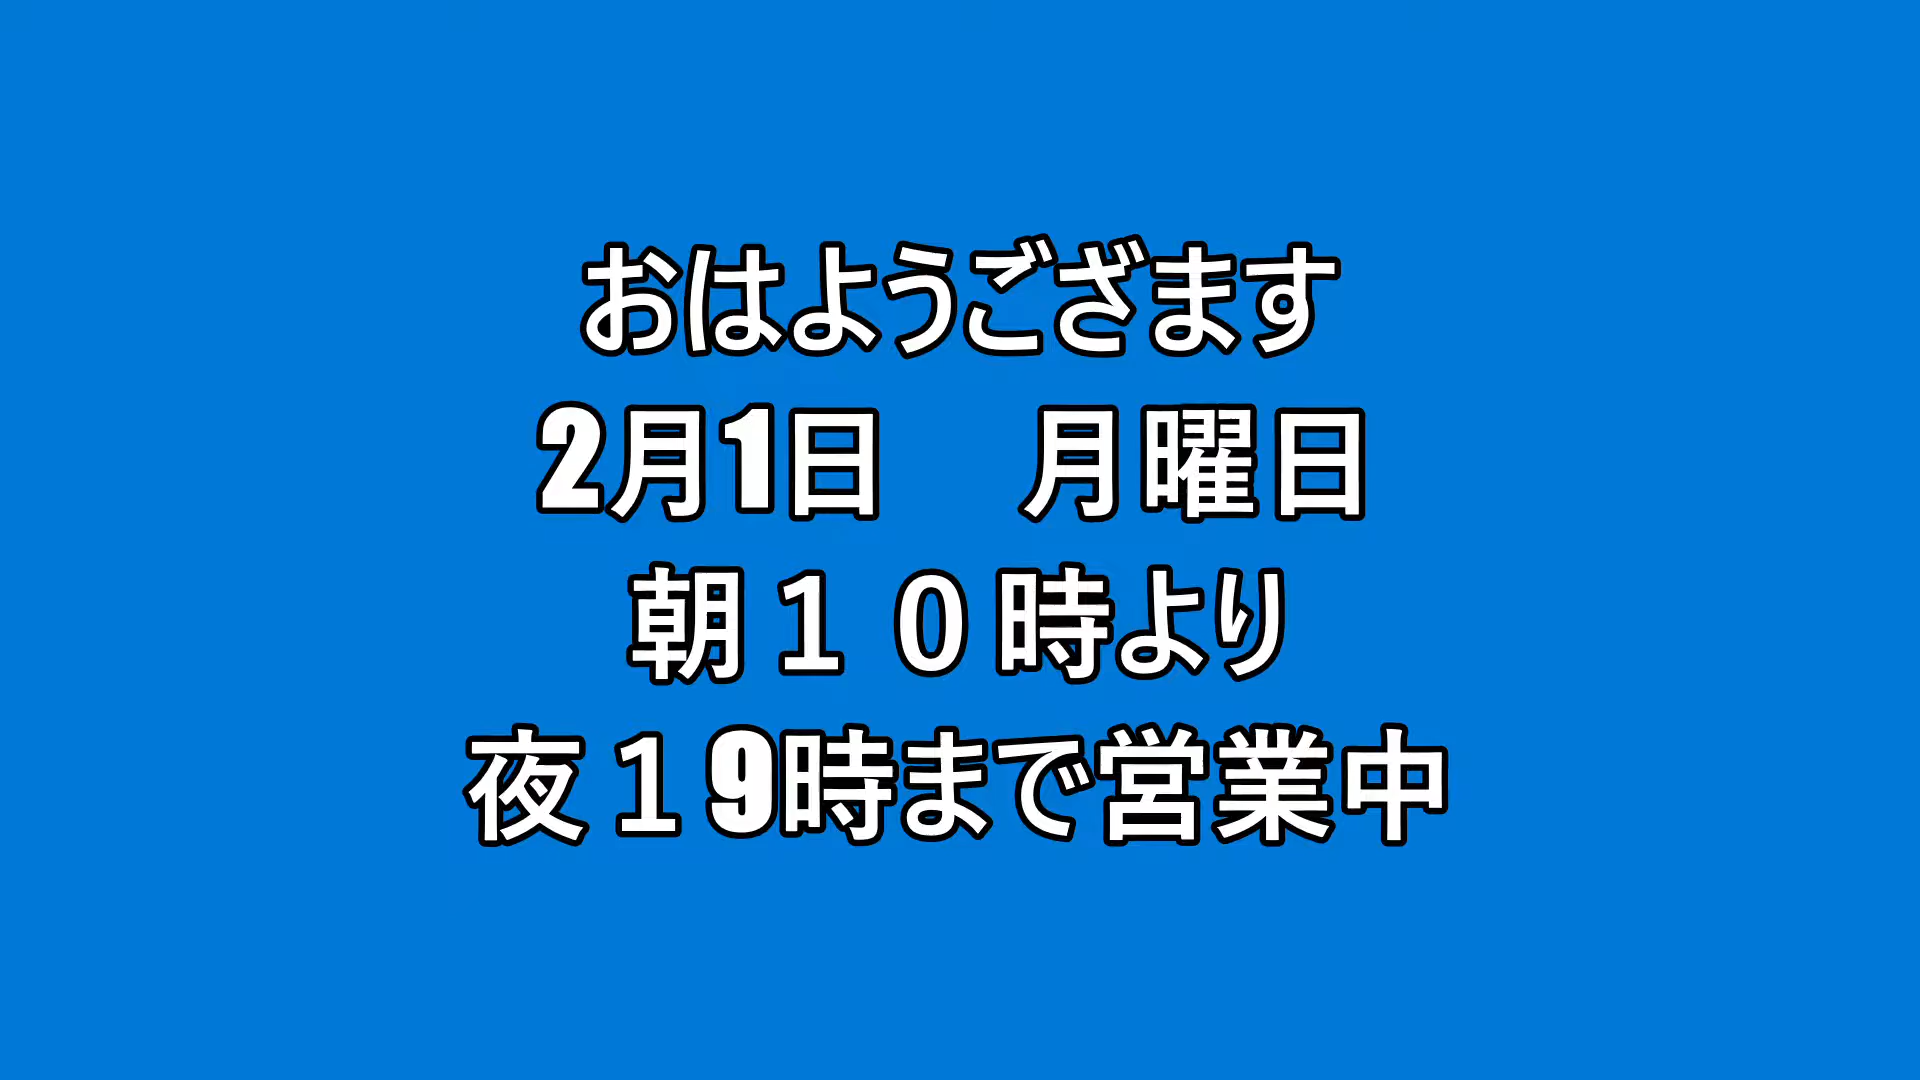 おはようござます
2月1日　月曜日
朝１０時より
夜１9時まで営業中